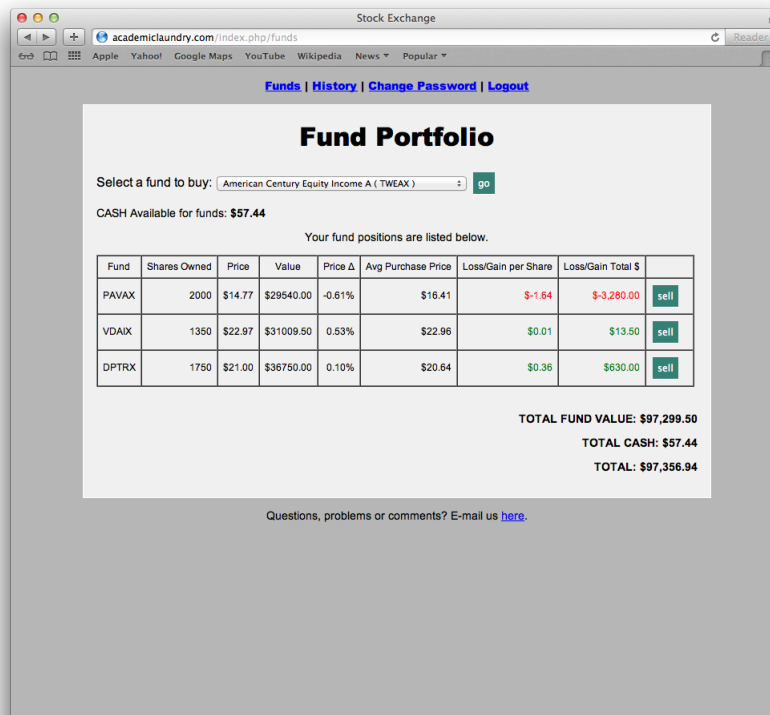 Stock Exchange
academiclaundry.com/index.php/funds
Reader
Apple Yahoo! Google Maps YouTube Wikipedia News Popular
Funds | History | Change Password | Logout
Fund Portfolio
Select a fund to buy: American Century Equity Income A ( TWEAX ) go
CASH Available for funds: $57.44
Your fund positions are listed below.
Fund Shares Owned Price Value Price Δ Avg Purchase Price Loss/Gain per Share Loss/Gain Total $
PAVAX 2000 $14.77 $29540.00 -0.61% $16.41 $-1.64 $-3,280.00 sell
VDAIX 1350 $22.97 $31009.50 0.53% $22.96 $0.01 $13.50 sell
DPTRX 1750 $21.00 $36750.00 0.10% $20.64 $0.36 $630.00 sell
TOTAL FUND VALUE: $97,299.50
TOTAL CASH: $57.44
TOTAL: $97,356.94
Questions, problems or comments? E-mail us here.